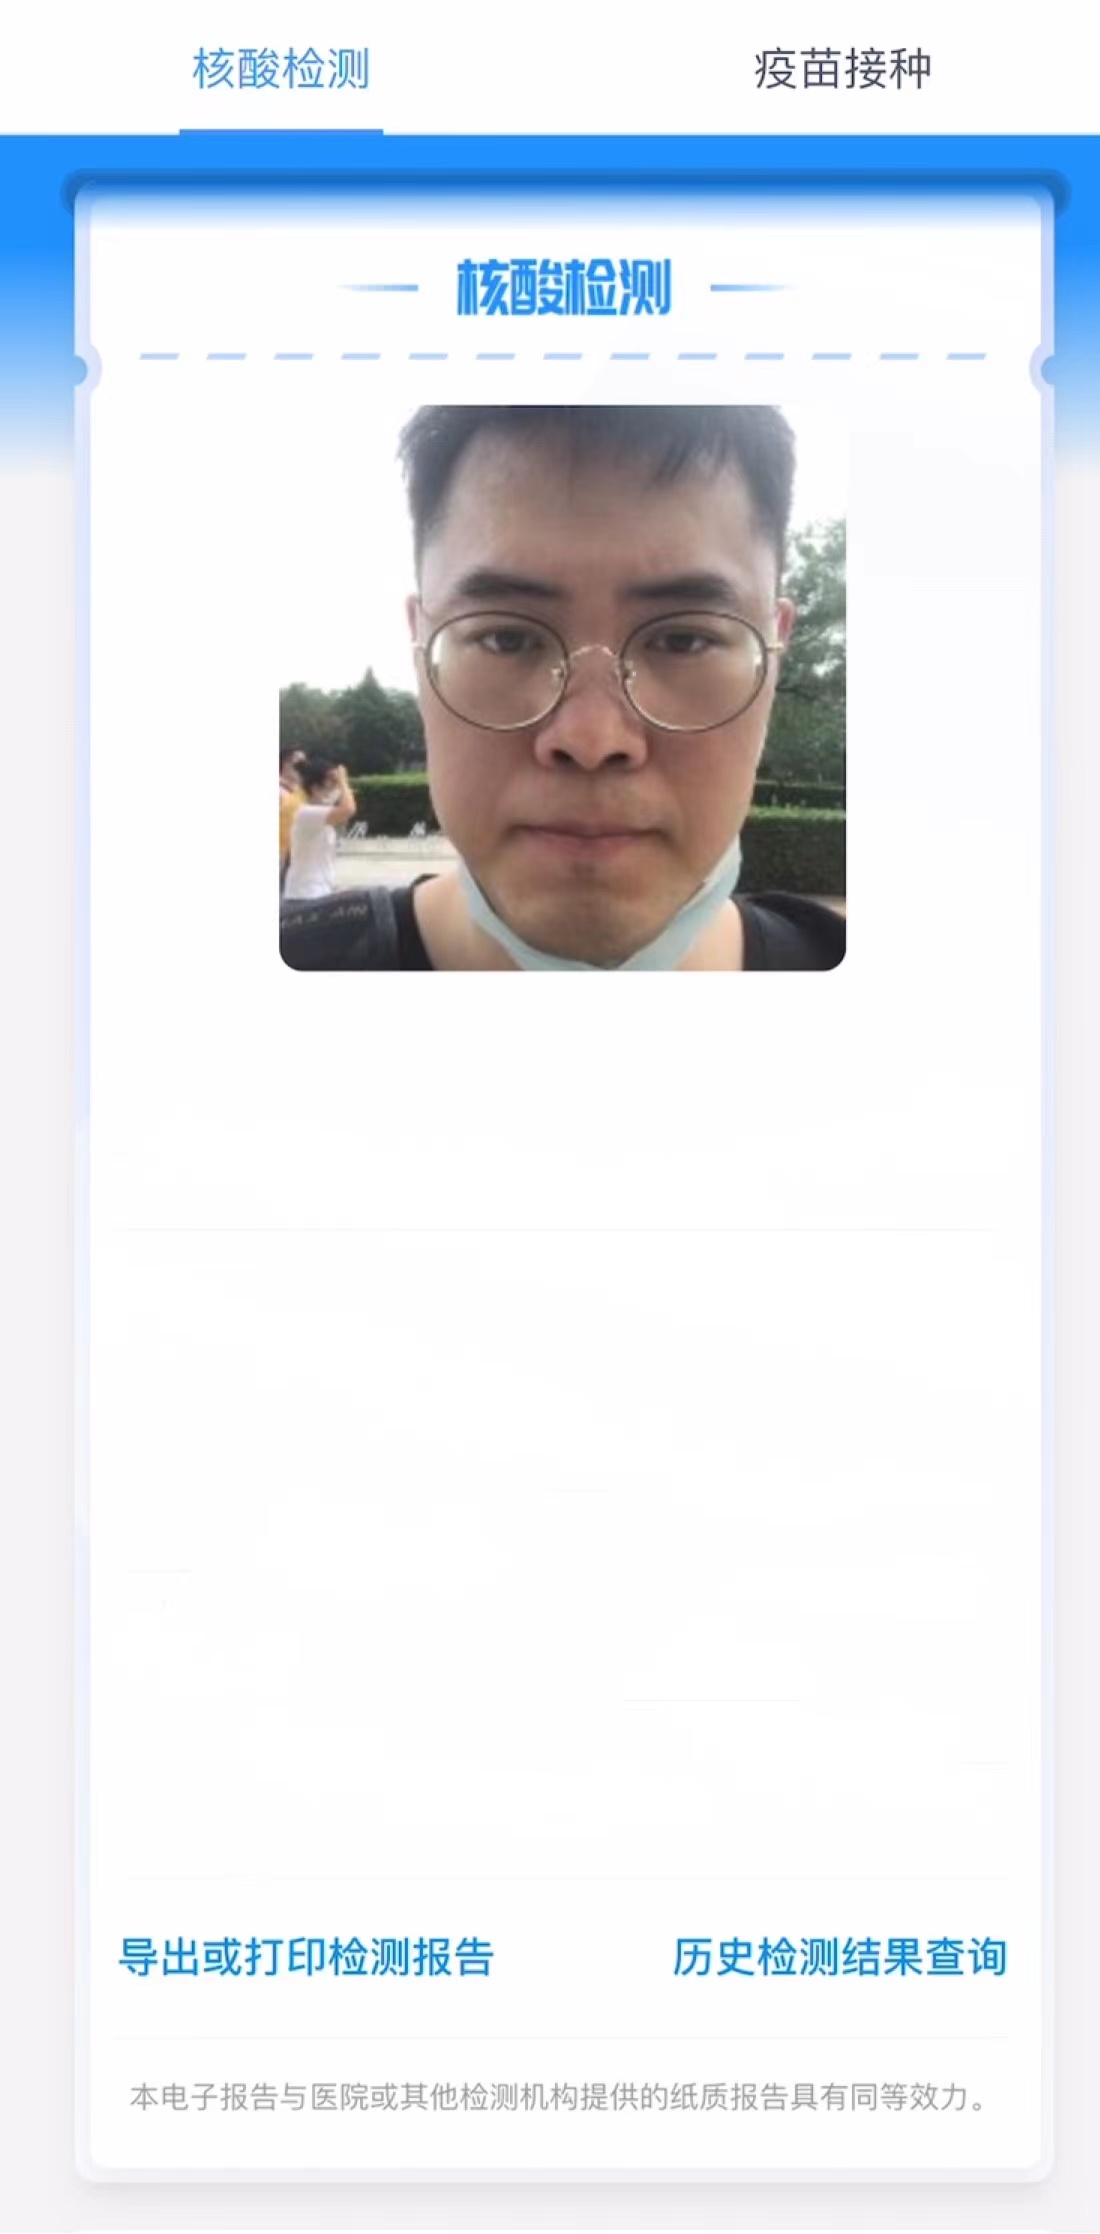 核酸检测 疫苗接种
核酸检测
MAX AIR
导出或打印检测报告 历史检测结果查询
本电子报告与医院或其他检测机构提供的纸质报告具有同等效力。